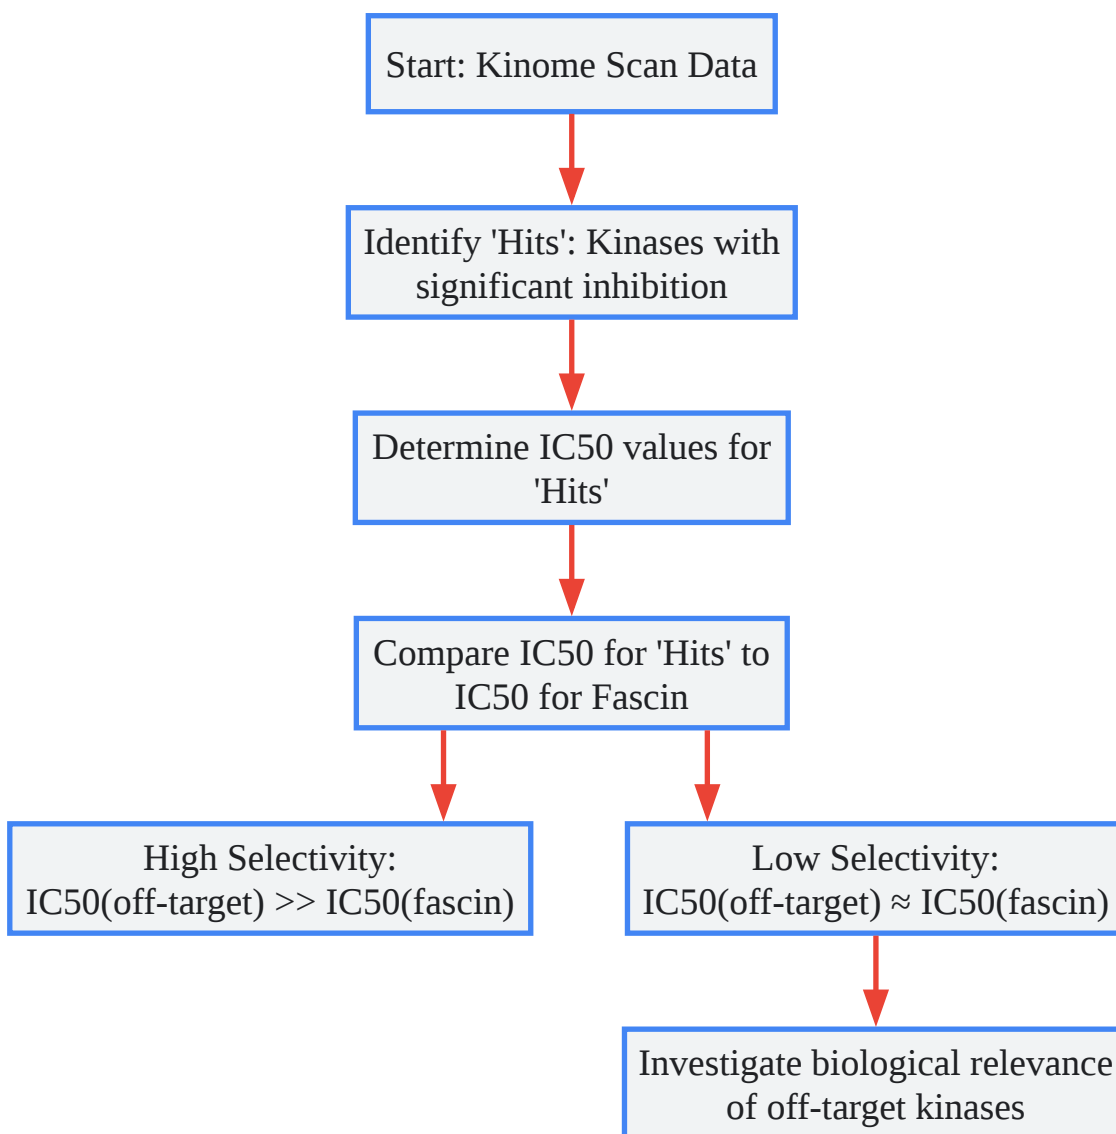 Start: Kinome Scan Data
Identify 'Hits': Kinases with
significant inhibition
Determine IC50 values for
'Hits'
Compare IC50 for 'Hits' to
IC50 for Fascin
High Selectivity:
IC50(off-target) >> IC50(fascin)
Low Selectivity:
IC50(off-target) ≈ IC50(fascin)
Investigate biological relevance
of off-target kinases